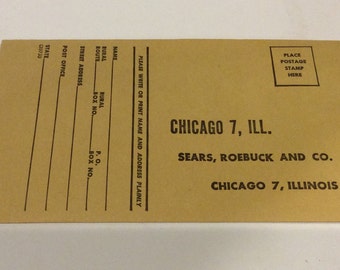 PLACE
POSTAGE
STAMP
HERE
CHICAGO 7, ILL.
SEARS, ROEBUCK AND CO.
CHICAGO 7, ILLINOIS
PLEASE WRITE OR PRINT NAME AND ADDRESS PLAINLY
NAME
RURAL ROUTE RURAL BOX NO. P. O. BOX NO.
STREET ADDRESS
POST OFFICE
STATE